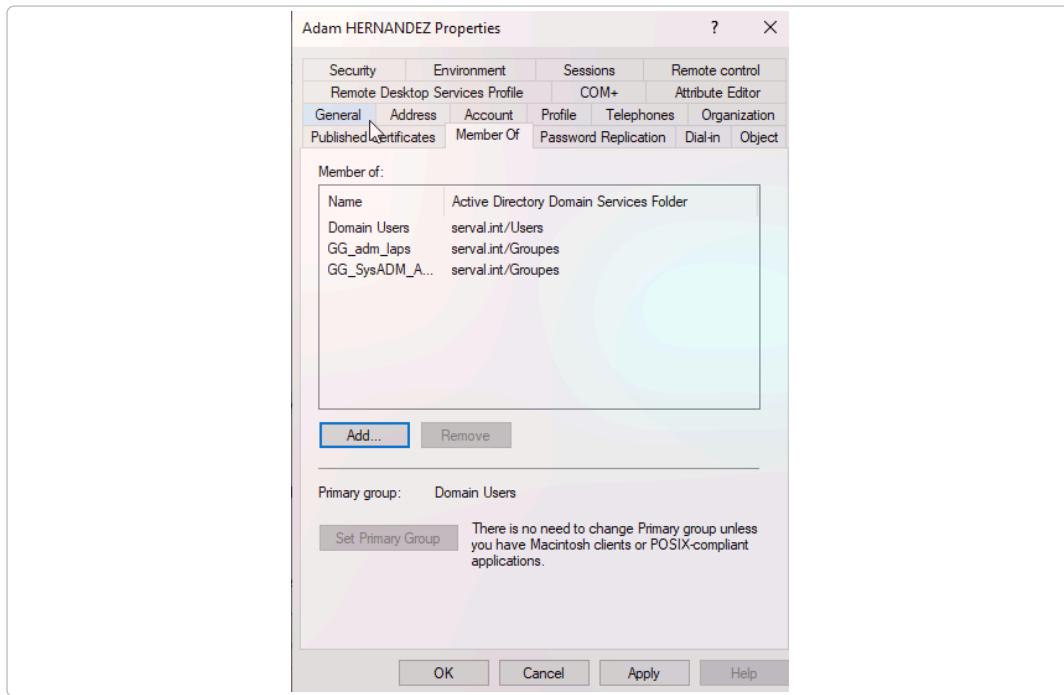 Adam HERNANDEZ Properties ?
Security Environment Sessions Remote control
Remote Desktop Services Profile COM+ Attribute Editor
General Address Account Profile Telephones Organization
Published Certificates Member Of Password Replication Dial-in Object
Member of:
Name Active Directory Domain Services Folder
Domain Users serval.int/Users
GG_adm_laps serval.int/Groupes
GG_SysADM_A... serval.int/Groupes
Add... Remove
Primary group: Domain Users
Set Primary Group
There is no need to change Primary group unless
you have Macintosh clients or POSIX-compliant
applications.
OK Cancel Apply Help